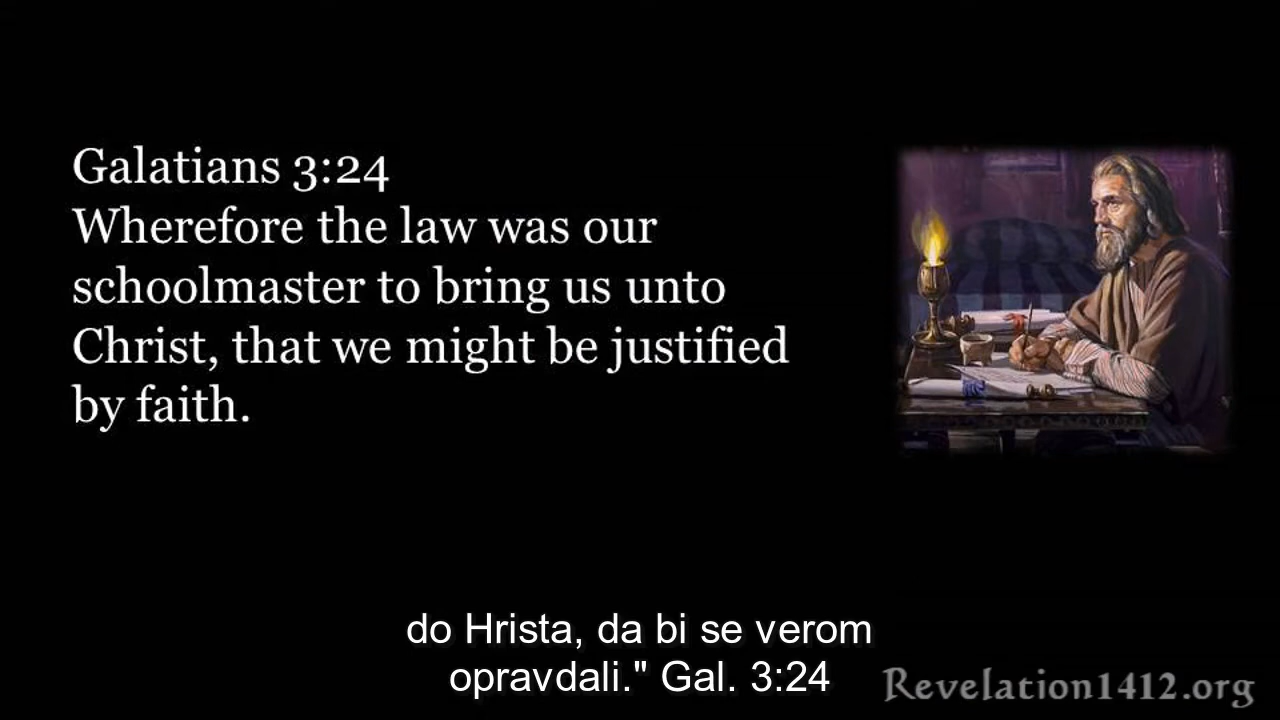 Galatians 3:24
Wherefore the law was our
schoolmaster to bring us unto
Christ, that we might be justified
by faith.
do Hrista, da bi se verom
opravdali." Gal. 3:24
Revelation1412.org